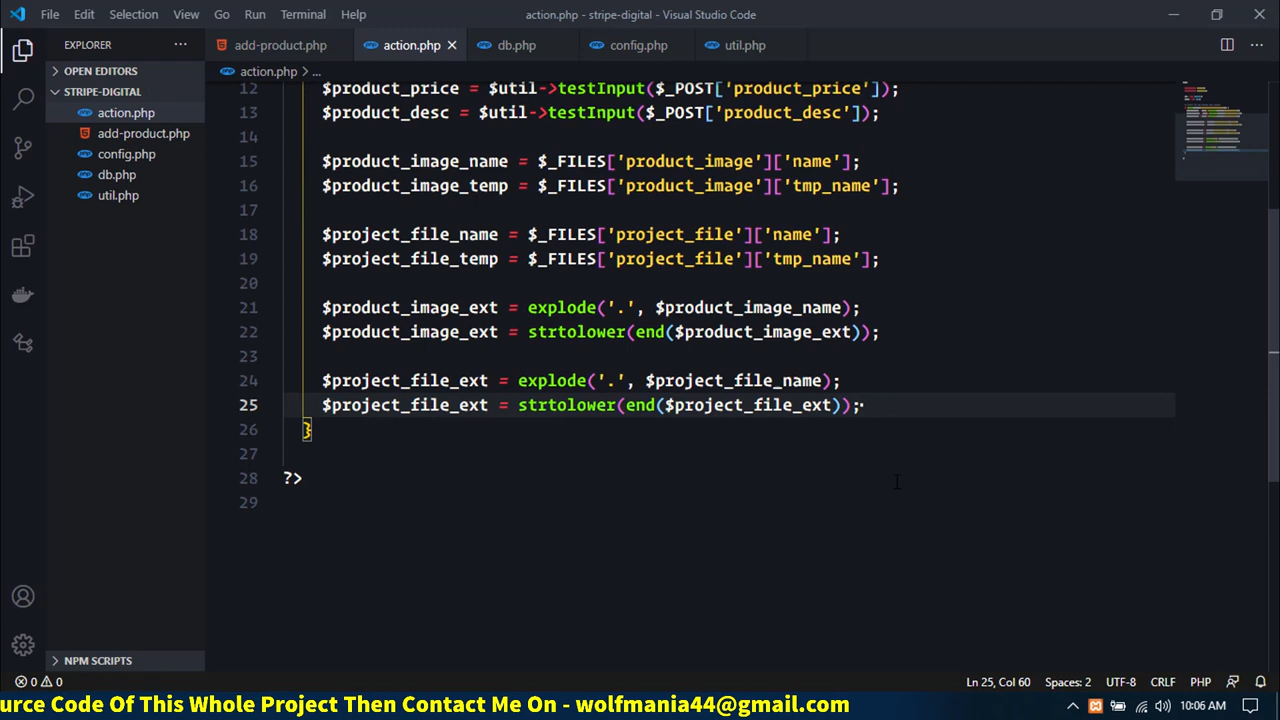 File Edit Selection View Go Run Terminal Help
action.php - stripe-digital - Visual Studio Code
EXPLORER
OPEN EDITORS
STRIPE-DIGITAL
action.php
add-product.php
config.php
db.php
util.php
NPM SCRIPTS
add-product.php action.php db.php config.php util.php
action.php > ...
12 $product_price = $util->testInput($_POST['product_price']);
13 $product_desc = $util->testInput($_POST['product_desc']);
14
15 $product_image_name = $_FILES['product_image']['name'];
16 $product_image_temp = $_FILES['product_image']['tmp_name'];
17
18 $project_file_name = $_FILES['project_file']['name'];
19 $project_file_temp = $_FILES['project_file']['tmp_name'];
20
21 $product_image_ext = explode('.', $product_image_name);
22 $product_image_ext = strtolower(end($product_image_ext));
23
24 $project_file_ext = explode('.', $project_file_name);
25 $project_file_ext = strtolower(end($project_file_ext));
26 }
27
28 ?>
29
0 0 Ln 25, Col 60 Spaces: 2 UTF-8 CRLF PHP
urce Code Of This Whole Project Then Contact Me On - wolfmania44@gmail.com
10:06 AM